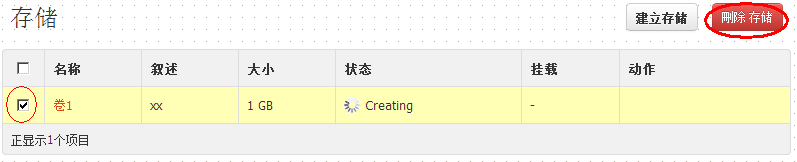 存储
建立存储 刪除 存储
名称 叙述 大小 状态 挂载 动作
卷1 xx 1 GB Creating -
正显示1个项目